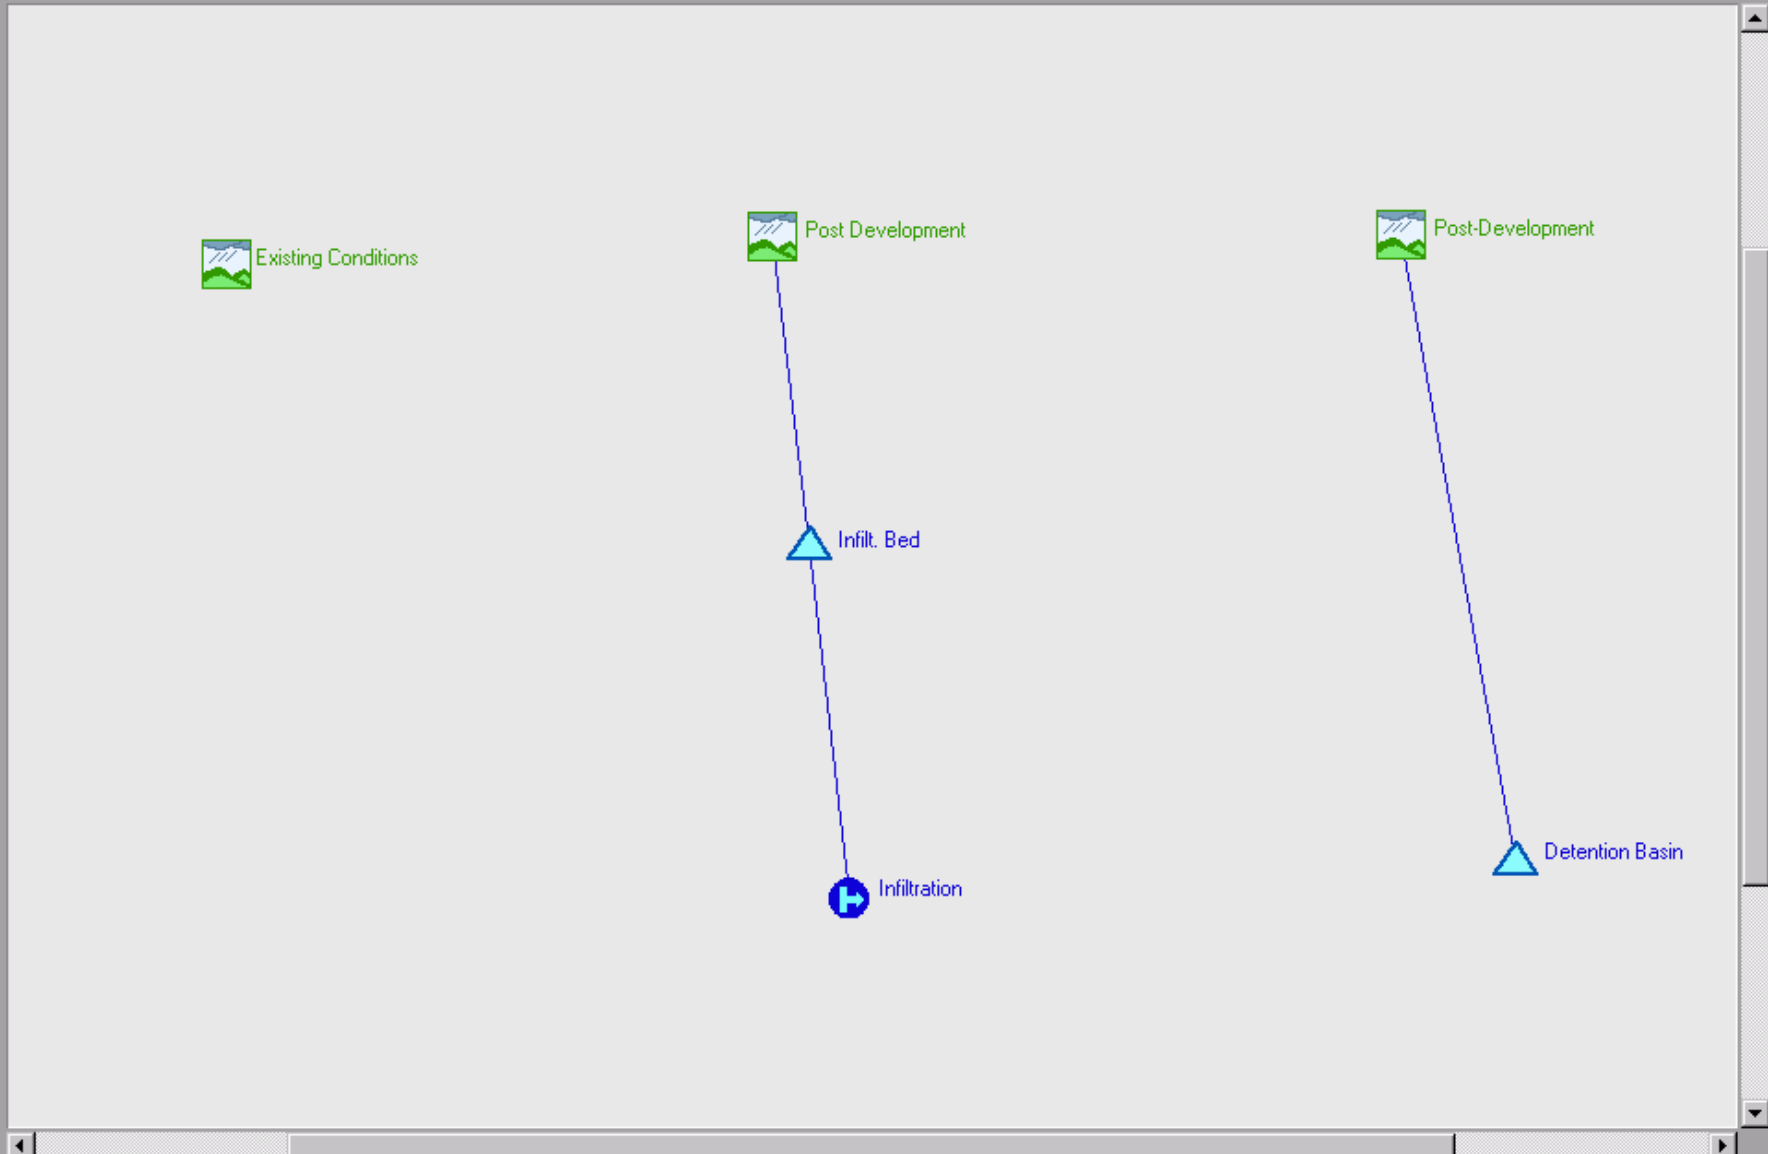 Existing Conditions
Post Development
Post-Development
Infilt. Bed
Detention Basin
Infiltration